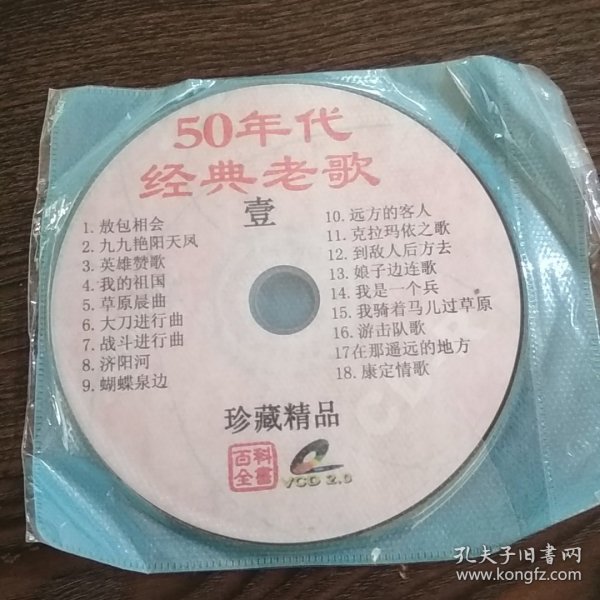 50年代
经典老歌
壹
1. 敖包相会
2. 九九艳阳天凤
3. 英雄赞歌
4. 我的祖国
5. 草原晨曲
6. 大刀进行曲
7. 战斗进行曲
8. 济阳河
9. 蝴蝶泉边
10. 远方的客人
11. 克拉玛依之歌
12. 到敌人后方去
13. 娘子边连歌
14. 我是一个兵
15. 我骑着马儿过草原
16. 游击队歌
17在那遥远的地方
18. 康定情歌
珍藏精品
百科
全書
VCD 2.0
孔夫子旧書网
www.kongfz.com